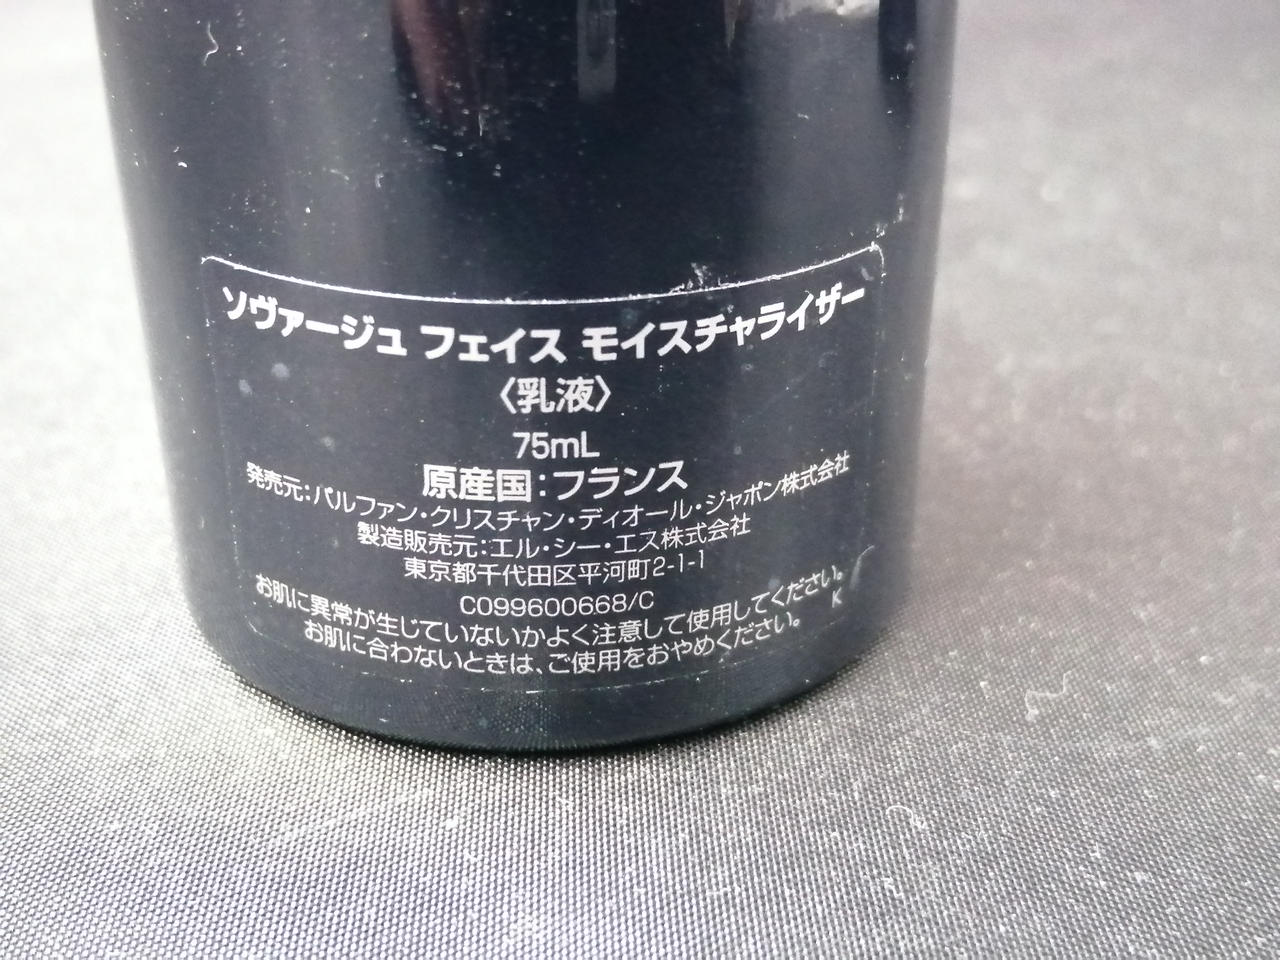 ソヴァージュ フェイス モイスチャライザー
〈乳液〉
75mL
原産国:フランス
発売元:パルファン・クリスチャン・ディオール・ジャポン株式会社
製造販売元:エル・シー・エス株式会社
東京都千代田区平河町2-1-1
C099600668/C
お肌に異常が生じていないかよく注意して使用してください。
お肌に合わないときは、ご使用をおやめください。
K